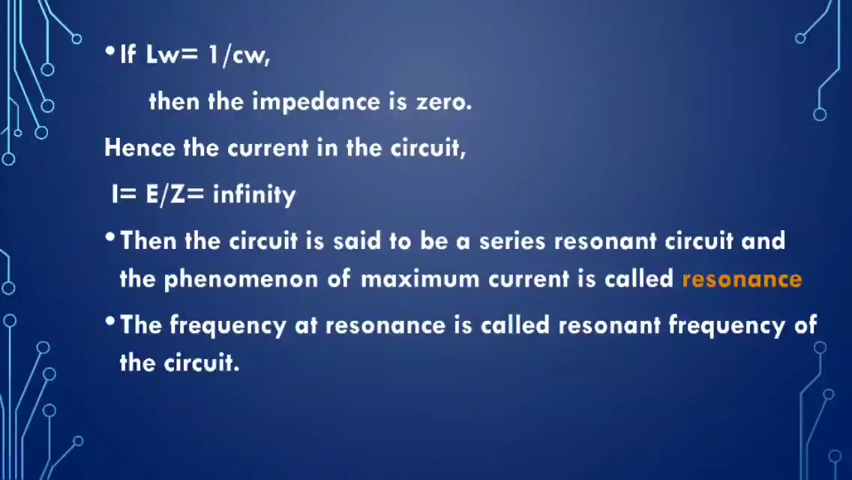 •If Lw= 1/cw,
then the impedance is zero.
Hence the current in the circuit,
I= E/Z= infinity
•Then the circuit is said to be a series resonant circuit and
the phenomenon of maximum current is called resonance
•The frequency at resonance is called resonant frequency of
the circuit.